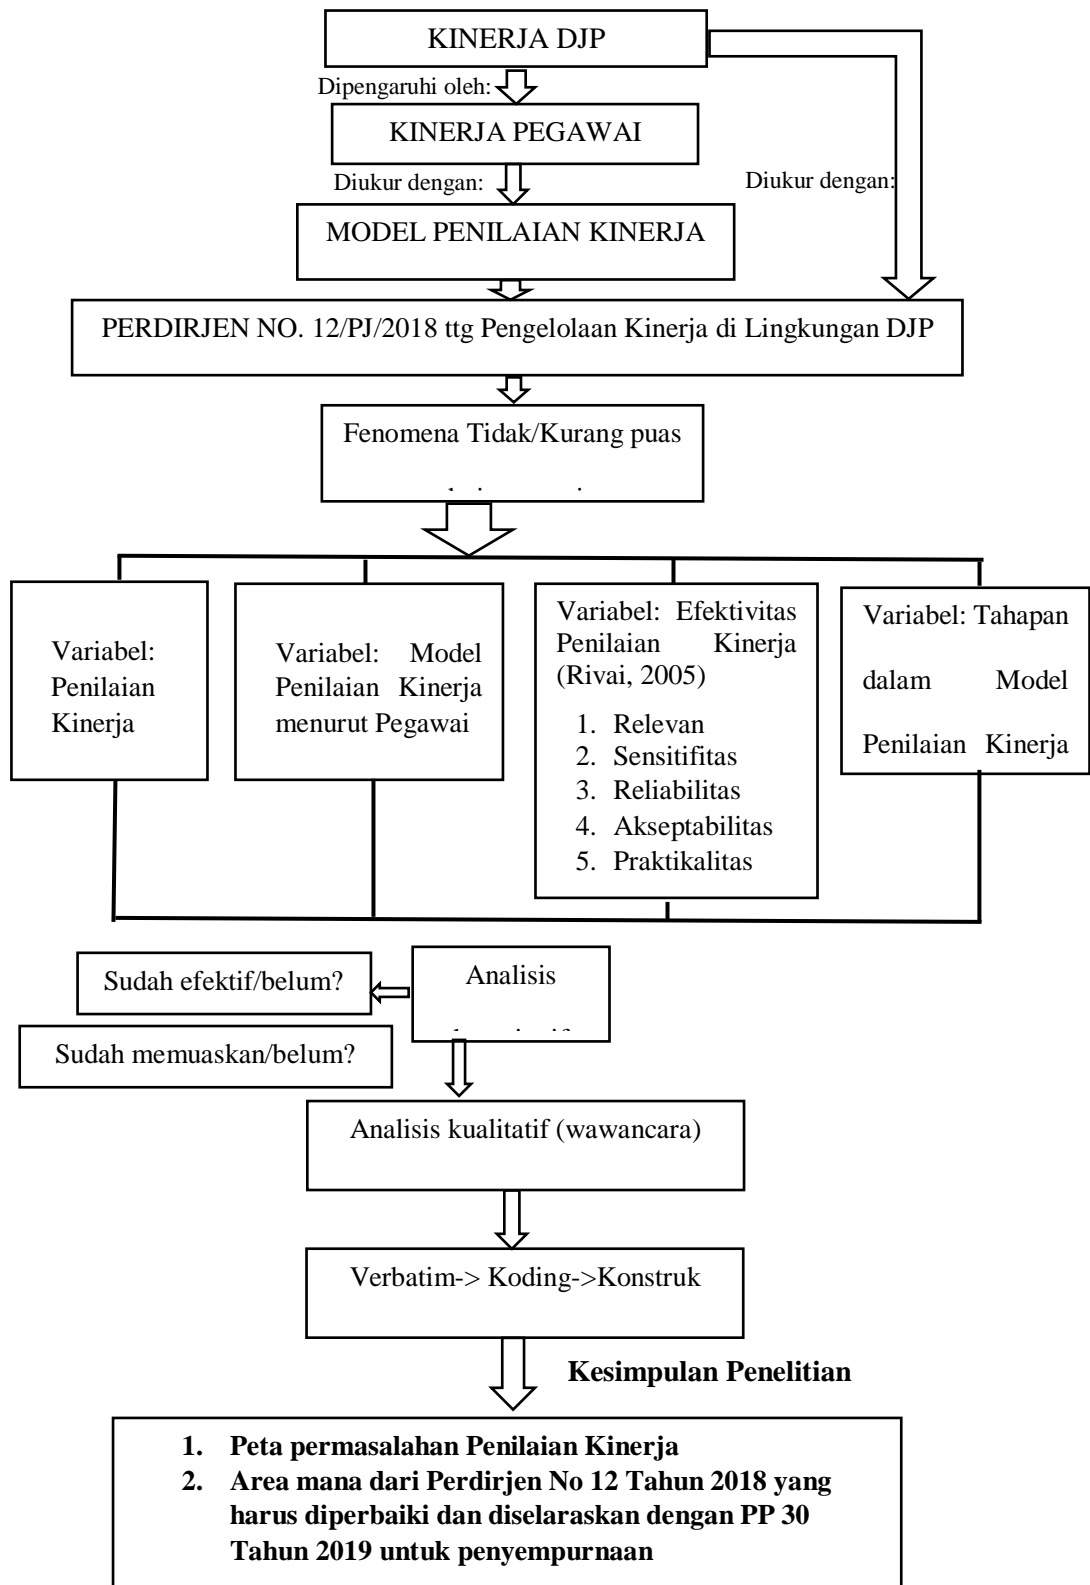 KINERJA DJP
Dipengaruhi oleh:
KINERJA PEGAWAI
Diukur dengan:
Diukur dengan:
MODEL PENILAIAN KINERJA
PERDIRJEN NO. 12/PJ/2018 ttg Pengelolaan Kinerja di Lingkungan DJP
Fenomena Tidak/Kurang puas
Variabel:
Penilaian
Kinerja
Variabel: Model
Penilaian Kinerja
menurut Pegawai
Variabel: Efektivitas
Penilaian Kinerja
(Rivai, 2005)
1. Relevan
2. Sensitifitas
3. Reliabilitas
4. Akseptabilitas
5. Praktikalitas
Variabel: Tahapan
dalam Model
Penilaian Kinerja
Sudah efektif/belum?
Analisis
Sudah memuaskan/belum?
Analisis kualitatif (wawancara)
Verbatim-> Koding->Konstruk
Kesimpulan Penelitian
1. Peta permasalahan Penilaian Kinerja
2. Area mana dari Perdirjen No 12 Tahun 2018 yang
harus diperbaiki dan diselaraskan dengan PP 30
Tahun 2019 untuk penyempurnaan